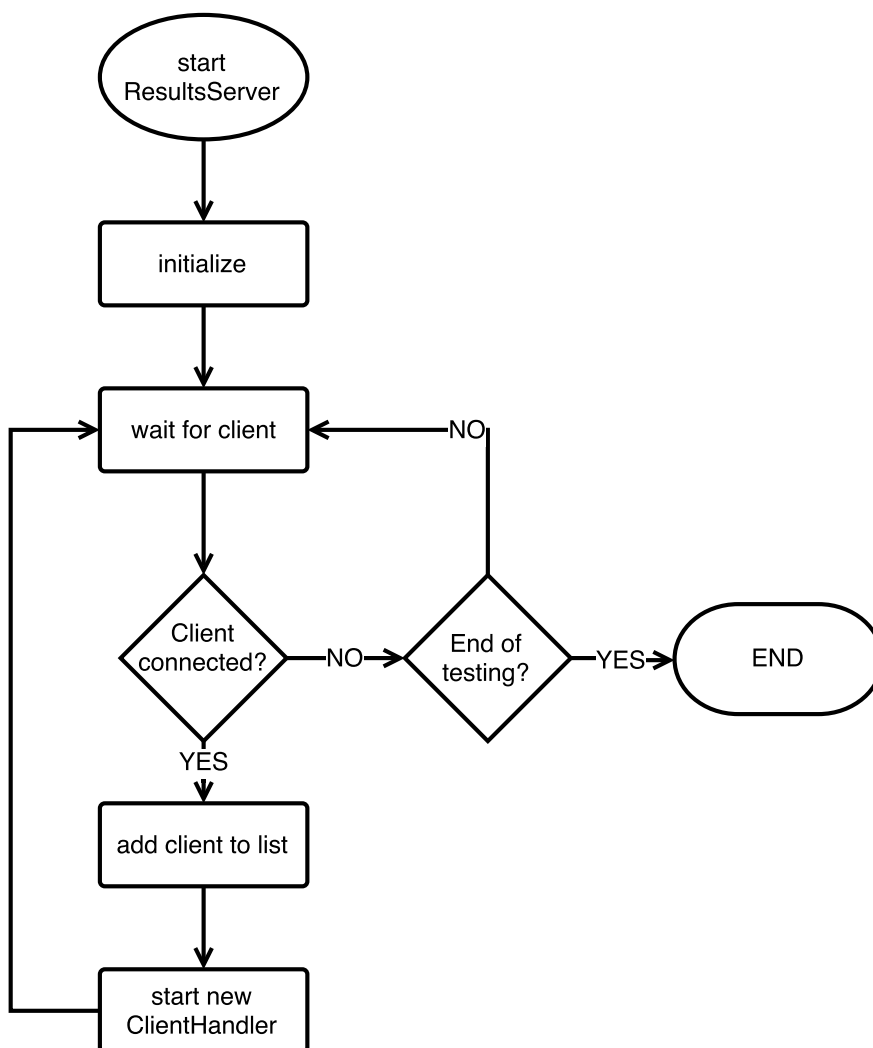 start
ResultsServer
initialize
wait for client
NO
Client
connected?
NO
End of
testing?
YES
END
YES
add client to list
start new
ClientHandler